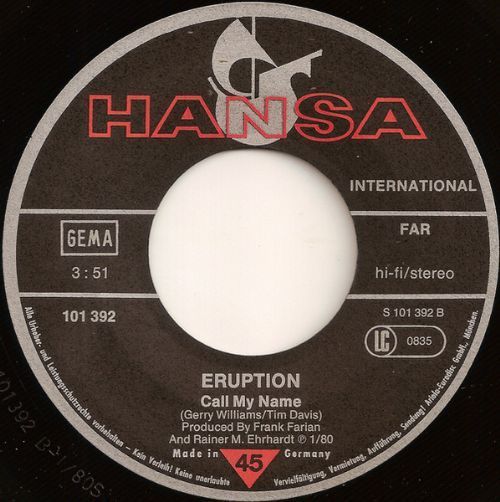 HANSA
INTERNATIONAL
GEMA
FAR
3:51
hi-fi/stereo
101 392
S 101 392 B
LC 0835
ERUPTION
Call My Name
(Gerry Williams/Tim Davis)
Produced By Frank Farian
And Rainer M. Ehrhardt ℗ 1/80
Made in Germany
45
Alle Urheber- und Leistungsschutzrechte vorbehalten – Kein Verleih! Keine unerlaubte Vervielfältigung, Vermietung, Aufführung, Sendung! Ariola-Eurodisc GmbH., München.